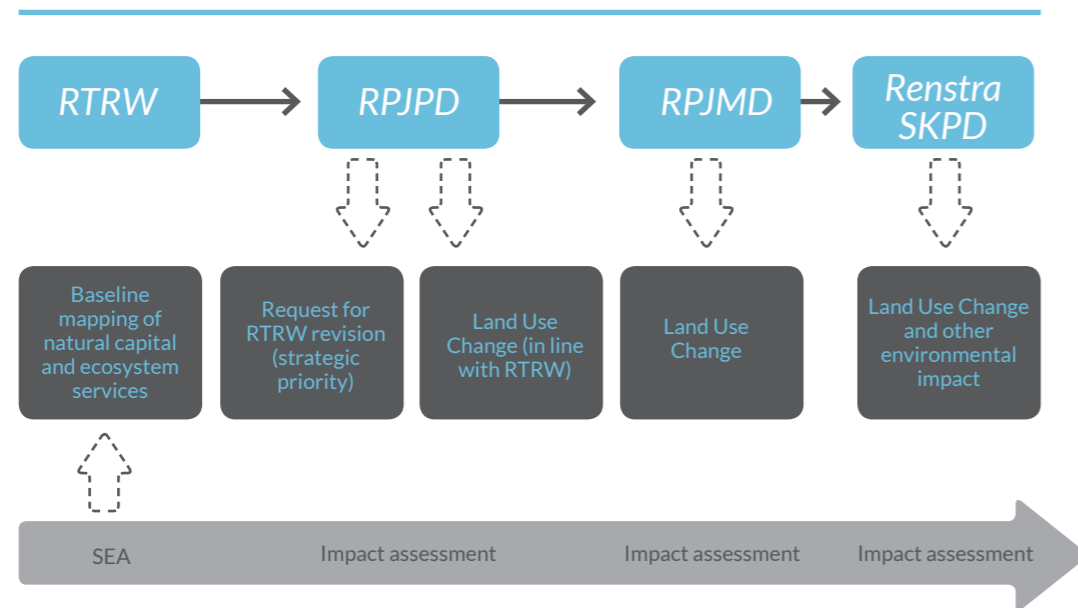 RTRW
RPJPD
RPJMD
Renstra
SKPD
Baseline
mapping of
natural capital
and ecosystem
services
Request for
RTRW revision
(strategic
priority)
Land Use
Change (in line
with RTRW)
Land Use
Change
Land Use Change
and other
environmental
impact
SEA
Impact assessment
Impact assessment
Impact assessment